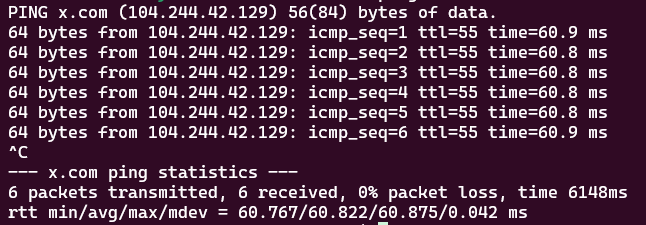 PING x.com (104.244.42.129) 56(84) bytes of data.
64 bytes from 104.244.42.129: icmp_seq=1 ttl=55 time=60.9 ms
64 bytes from 104.244.42.129: icmp_seq=2 ttl=55 time=60.8 ms
64 bytes from 104.244.42.129: icmp_seq=3 ttl=55 time=60.8 ms
64 bytes from 104.244.42.129: icmp_seq=4 ttl=55 time=60.8 ms
64 bytes from 104.244.42.129: icmp_seq=5 ttl=55 time=60.8 ms
64 bytes from 104.244.42.129: icmp_seq=6 ttl=55 time=60.9 ms
^C
--- x.com ping statistics ---
6 packets transmitted, 6 received, 0% packet loss, time 6148ms
rtt min/avg/max/mdev = 60.767/60.822/60.875/0.042 ms